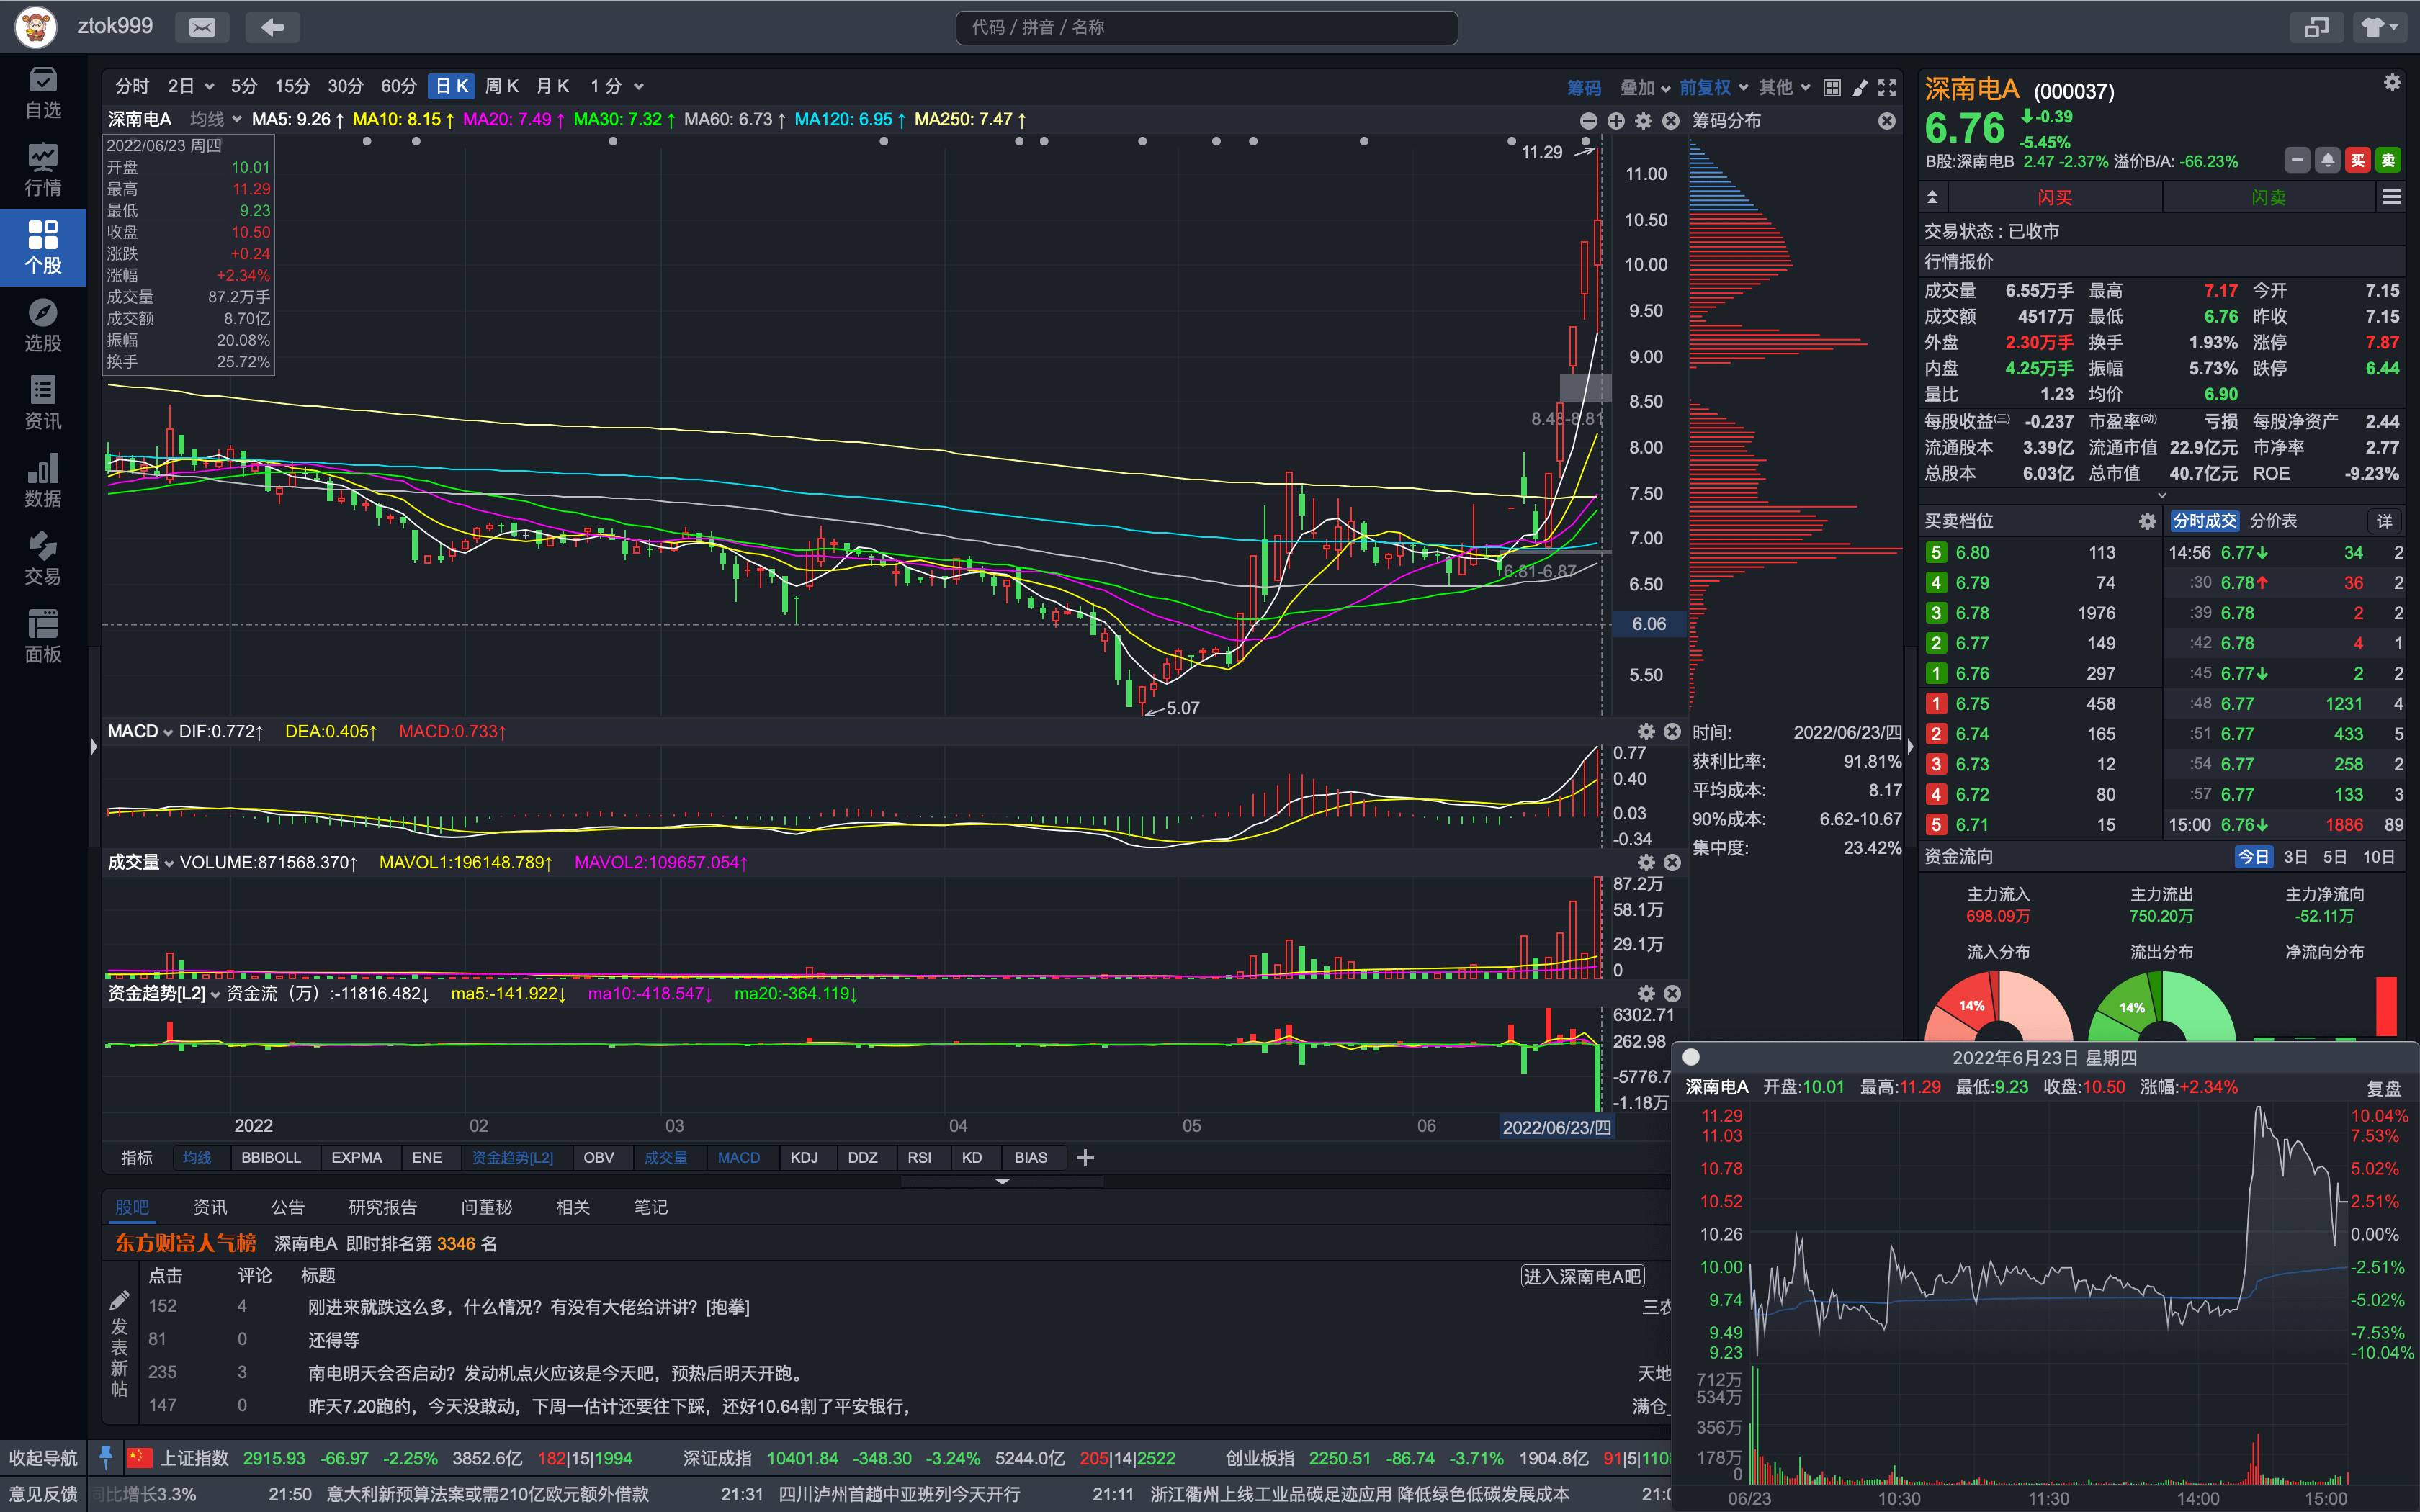 ztok999
代码 / 拼音 / 名称
自选
行情
个股
选股
资讯
数据
交易
面板
分时 2日 5分 15分 30分 60分 日K 周K 月K 1分 筹码 叠加 前复权 其他
深南电A 均线 MA5: 9.26↑ MA10: 8.15↑ MA20: 7.49↑ MA30: 7.32↑ MA60: 6.73↑ MA120: 6.95↑ MA250: 7.47↑
筹码分布
2022/06/23 周四
开盘 10.01
最高 11.29
最低 9.23
收盘 10.50
涨跌 +0.24
涨幅 +2.34%
成交量 87.2万手
成交额 8.70亿
振幅 20.08%
换手 25.72%
11.29
8.48-8.81
6.81-6.87
5.07
11.00
10.50
10.00
9.50
9.00
8.50
8.00
7.50
7.00
6.50
6.06
5.50
MACD DIF:0.772↑ DEA:0.405↑ MACD:0.733↑
0.77
0.40
0.03
-0.34
成交量 VOLUME:871568.370↑ MAVOL1:196148.789↑ MAVOL2:109657.054↑
87.2万
58.1万
29.1万
0
资金趋势[L2] 资金流（万）:-11816.482↓ ma5:-141.922↓ ma10:-418.547↓ ma20:-364.119↓
6302.71
262.98
-5776.7
-1.18万
2022 02 03 04 05 06 2022/06/23/四
时间: 2022/06/23/四
获利比率: 91.81%
平均成本: 8.17
90%成本: 6.62-10.67
集中度: 23.42%
指标 均线 BBIBOLL EXPMA ENE 资金趋势[L2] OBV 成交量 MACD KDJ DDZ RSI KD BIAS
股吧 资讯 公告 研究报告 问董秘 相关 笔记
东方财富人气榜 深南电A 即时排名第 3346 名
点击 评论 标题 进入深南电A吧
发表新帖
152 4 刚进来就跌这么多，什么情况？有没有大佬给讲讲？[抱拳] 三农
81 0 还得等
235 3 南电明天会否启动？发动机点火应该是今天吧，预热后明天开跑。 天地
147 0 昨天7.20跑的，今天没敢动，下周一估计还要往下踩，还好10.64割了平安银行， 满仓_
深南电A (000037)
6.76 -0.39
-5.45%
B股:深南电B 2.47 -2.37% 溢价B/A: -66.23%
买 卖
闪买 闪卖
交易状态：已收市
行情报价
成交量 6.55万手 最高 7.17 今开 7.15
成交额 4517万 最低 6.76 昨收 7.15
外盘 2.30万手 换手 1.93% 涨停 7.87
内盘 4.25万手 振幅 5.73% 跌停 6.44
量比 1.23 均价 6.90
每股收益(三) -0.237 市盈率(动) 亏损 每股净资产 2.44
流通股本 3.39亿 流通市值 22.9亿元 市净率 2.77
总股本 6.03亿 总市值 40.7亿元 ROE -9.23%
买卖档位 分时成交 分价表 详
5 6.80 113 14:56 6.77↓ 34 2
4 6.79 74 :30 6.78↑ 36 2
3 6.78 1976 :39 6.78 2 2
2 6.77 149 :42 6.78 4 1
1 6.76 297 :45 6.77↓ 2 2
1 6.75 458 :48 6.77 1231 4
2 6.74 165 :51 6.77 433 5
3 6.73 12 :54 6.77 258 2
4 6.72 80 :57 6.77 133 3
5 6.71 15 15:00 6.76↓ 1886 89
资金流向 今日 3日 5日 10日
主力流入 主力流出 主力净流向
698.09万 750.20万 -52.11万
流入分布 流出分布 净流向分布
14% 14%
2022年6月23日 星期四
深南电A 开盘:10.01 最高:11.29 最低:9.23 收盘:10.50 涨幅:+2.34% 复盘
11.29 10.04%
11.03 7.53%
10.78 5.02%
10.52 2.51%
10.26 0.00%
10.00 -2.51%
9.74 -5.02%
9.49 -7.53%
9.23 -10.04%
712万
534万
356万
178万
0
06/23 10:30 11:30 14:00 15:00
收起导航 上证指数 2915.93 -66.97 -2.25% 3852.6亿 182|15|1994 深证成指 10401.84 -348.30 -3.24% 5244.0亿 205|14|2522 创业板指 2250.51 -86.74 -3.71% 1904.8亿 91|5|110
意见反馈 同比增长3.3% 21:50 意大利新预算法案或需210亿欧元额外借款 21:31 四川泸州首趟中亚班列今天开行 21:11 浙江衢州上线工业品碳足迹应用 降低绿色低碳发展成本 21:0